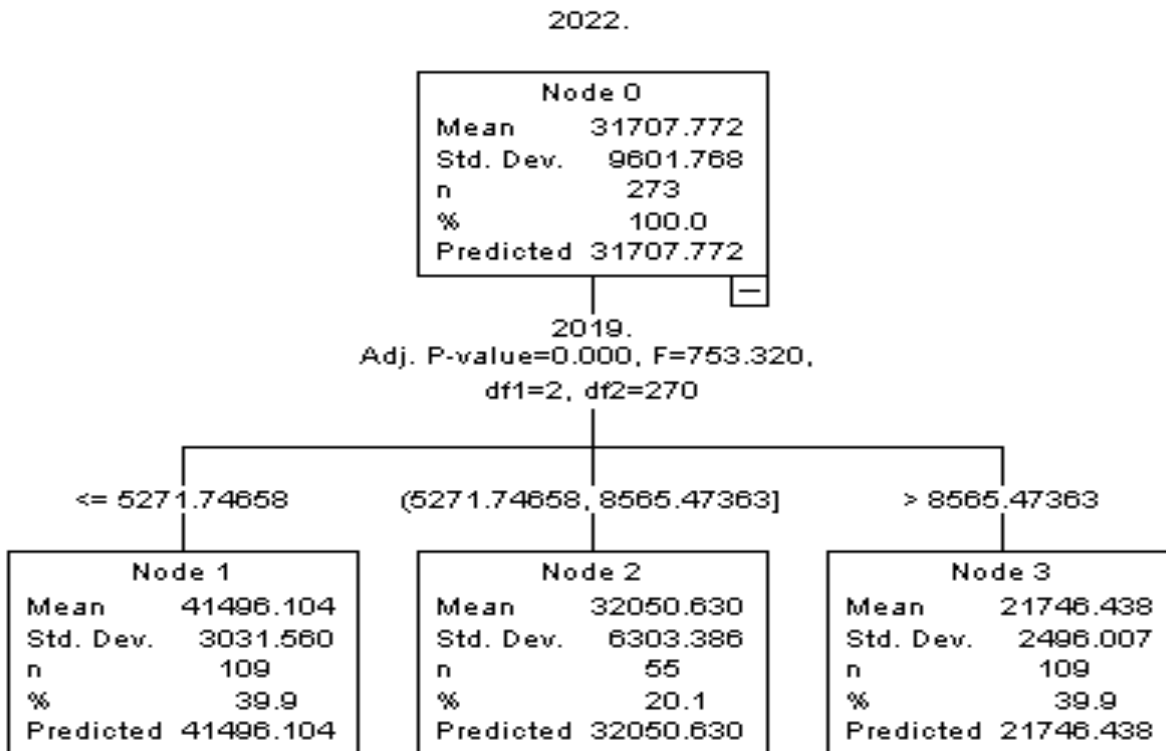 2022.
Node 0
Mean 31707.772
Std. Dev. 9601.768
n 273
% 100.0
Predicted 31707.772
2019.
Adj. P-value=0.000, F=753.320,
df1=2, df2=270
<= 5271.74658
(5271.74658, 8565.47363]
> 8565.47363
Node 1
Mean 41496.104
Std. Dev. 3031.560
n 109
% 39.9
Predicted 41496.104
Node 2
Mean 32050.630
Std. Dev. 6303.386
n 55
% 20.1
Predicted 32050.630
Node 3
Mean 21746.438
Std. Dev. 2496.007
n 109
% 39.9
Predicted 21746.438